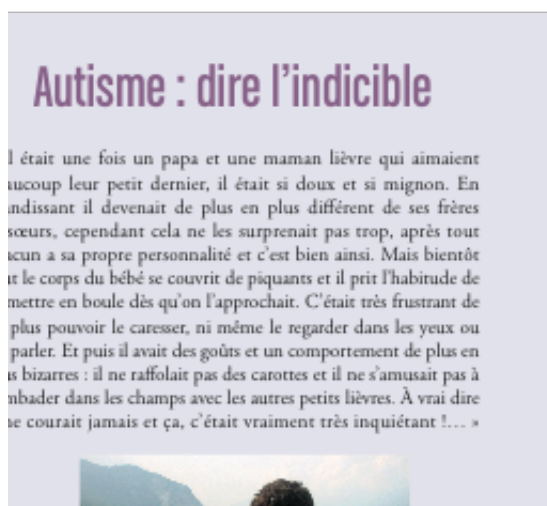 Autisme : dire l'indicible
l était une fois un papa et une maman lièvre qui aimaient
aucoup leur petit dernier, il était si doux et si mignon. En
andissant il devenait de plus en plus différent de ses frères
sœurs, cependant cela ne les surprenait pas trop, après tout
acun a sa propre personnalité et c'est bien ainsi. Mais bientôt
ut le corps du bébé se couvrit de piquants et il prit l'habitude de
mettre en boule dès qu'on l'approchait. C'était très frustrant de
plus pouvoir le caresser, ni même le regarder dans les yeux ou
parler. Et puis il avait des goûts et un comportement de plus en
us bizarres : il ne raffolait pas des carottes et il ne s'amusait pas à
mbader dans les champs avec les autres petits lièvres. À vrai dire
ne courait jamais et ça, c'était vraiment très inquiétant !… »